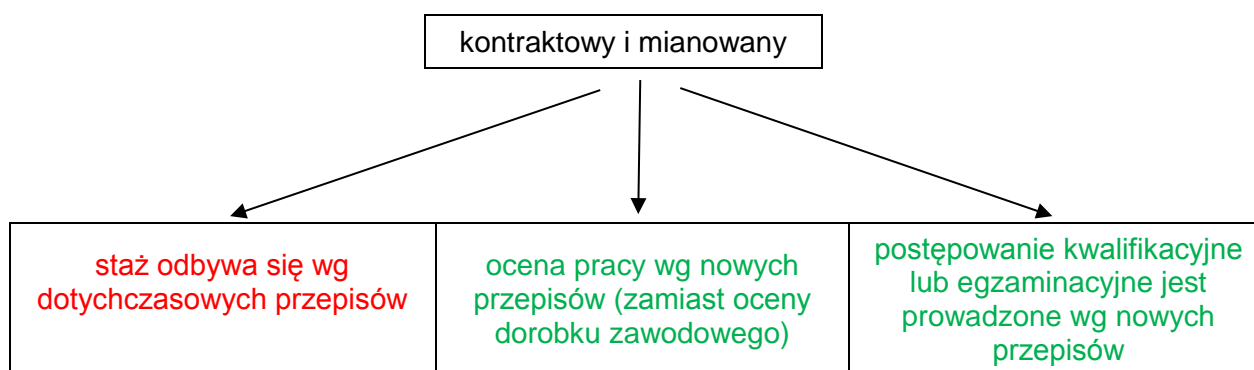 kontraktowy i mianowany
staż odbywa się wg
dotychczasowych przepisów
ocena pracy wg nowych
przepisów (zamiast oceny
dorobku zawodowego)
postępowanie kwalifikacyjne
lub egzaminacyjne jest
prowadzone wg nowych
przepisów